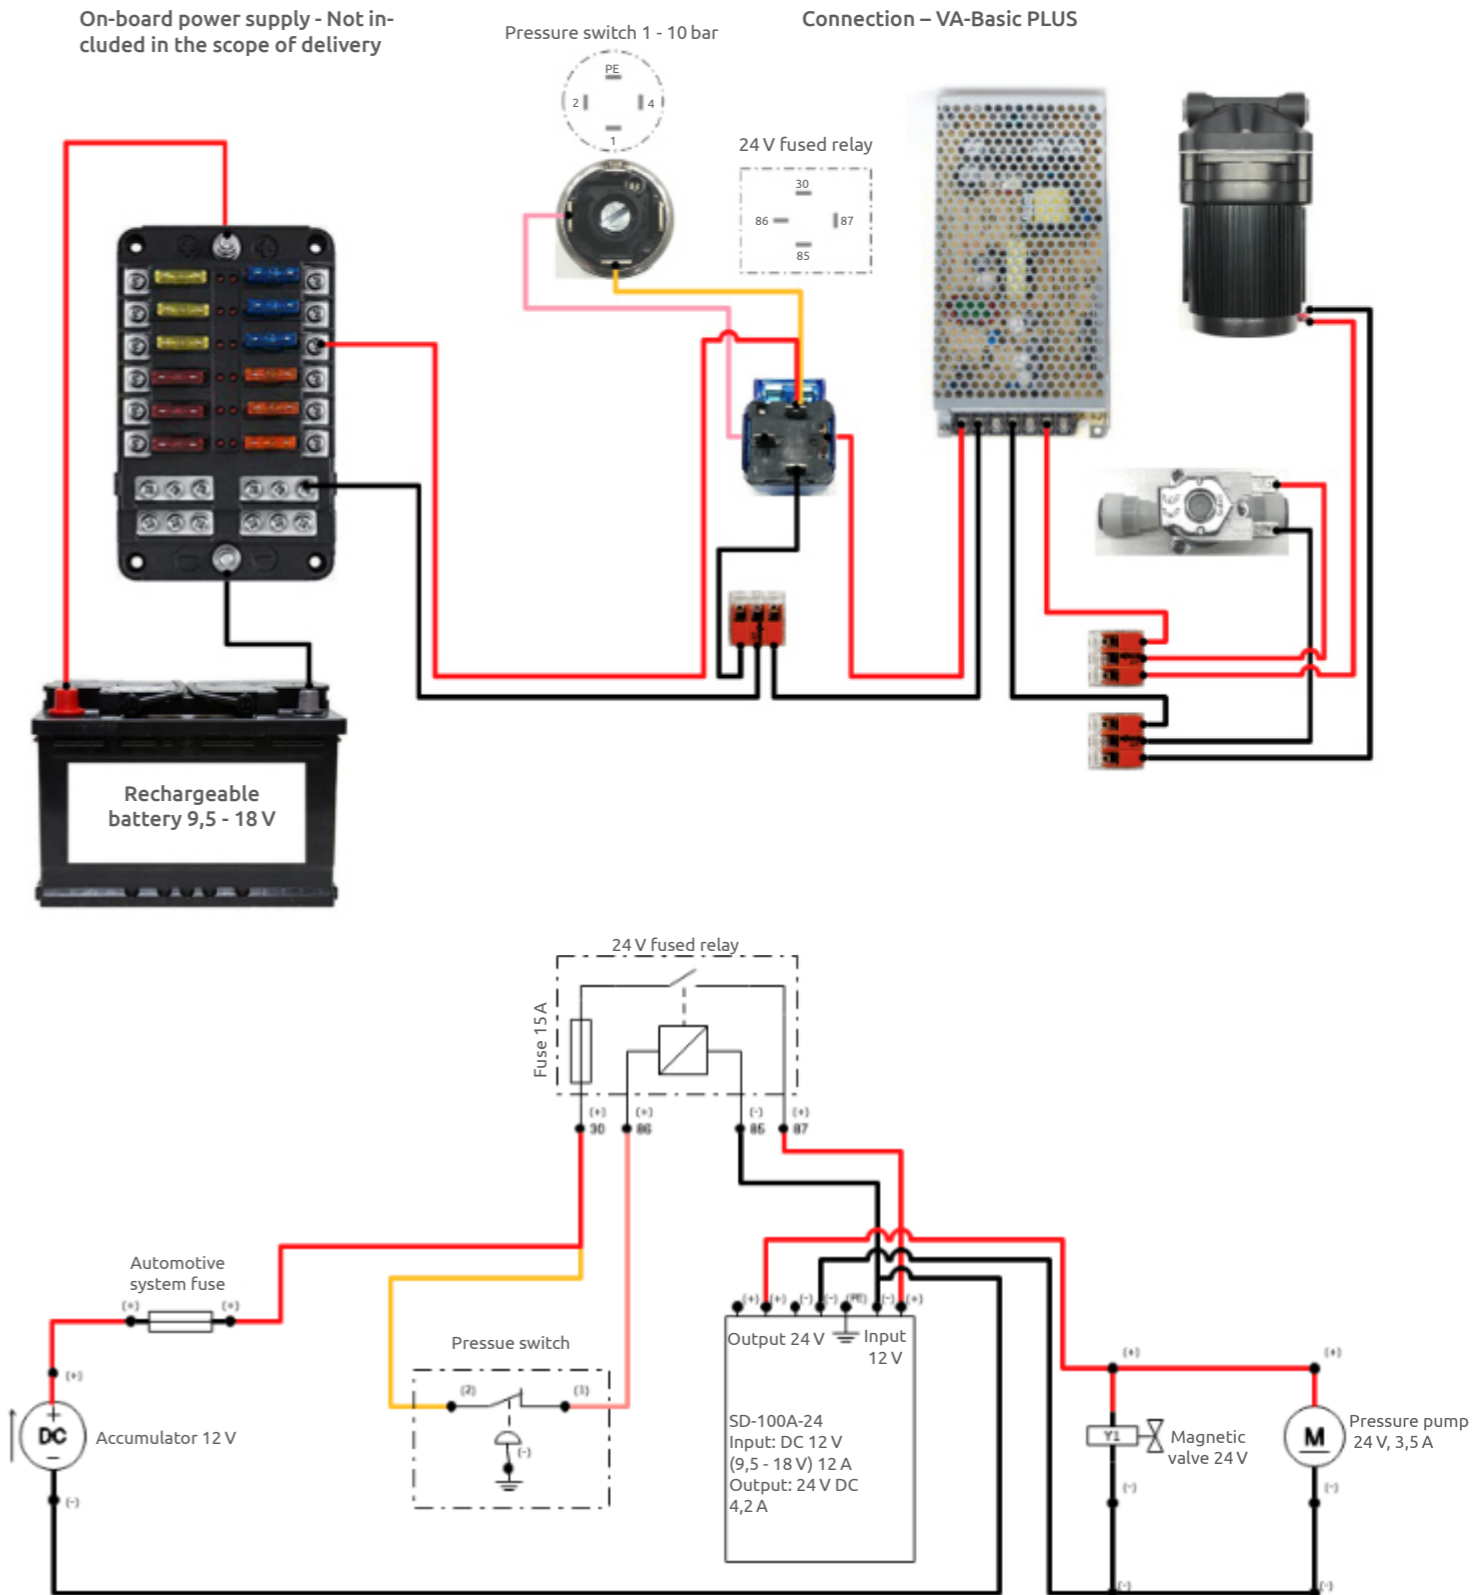 On-board power supply - Not in-
cluded in the scope of delivery
Connection – VA-Basic PLUS
Pressure switch 1 - 10 bar
PE
2
4
1
24 V fused relay
30
86
87
85
Rechargeable
battery 9,5 - 18 V
24 V fused relay
Fuse 15 A
(+)
30
(+)
86
(-)
85
(+)
87
Automotive
system fuse
(+)
(+)
Pressue switch
(2)
(1)
(-)
(+)
+
DC
-
(-)
Accumulator 12 V
(+)
(+)
(-)
(-)
(PE)
(-)
(+)
Output 24 V
Input
12 V
SD-100A-24
Input: DC 12 V
(9,5 - 18 V) 12 A
Output: 24 V DC
4,2 A
(+)
(+)
Y1
Magnetic
valve 24 V
M
Pressure pump
24 V, 3,5 A
(-)
(-)
(-)
(-)